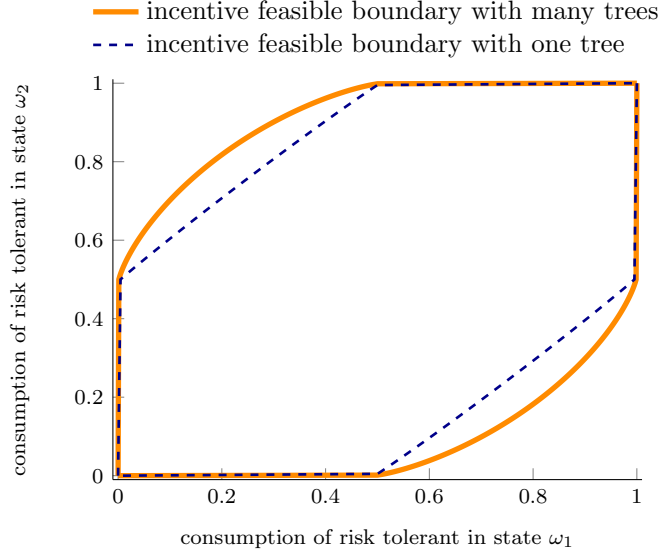 incentive feasible boundary with many trees
incentive feasible boundary with one tree
consumption of risk tolerant in state ω₂
1
0.8
0.6
0.4
0.2
0
0 0.2 0.4 0.6 0.8 1
consumption of risk tolerant in state ω₁